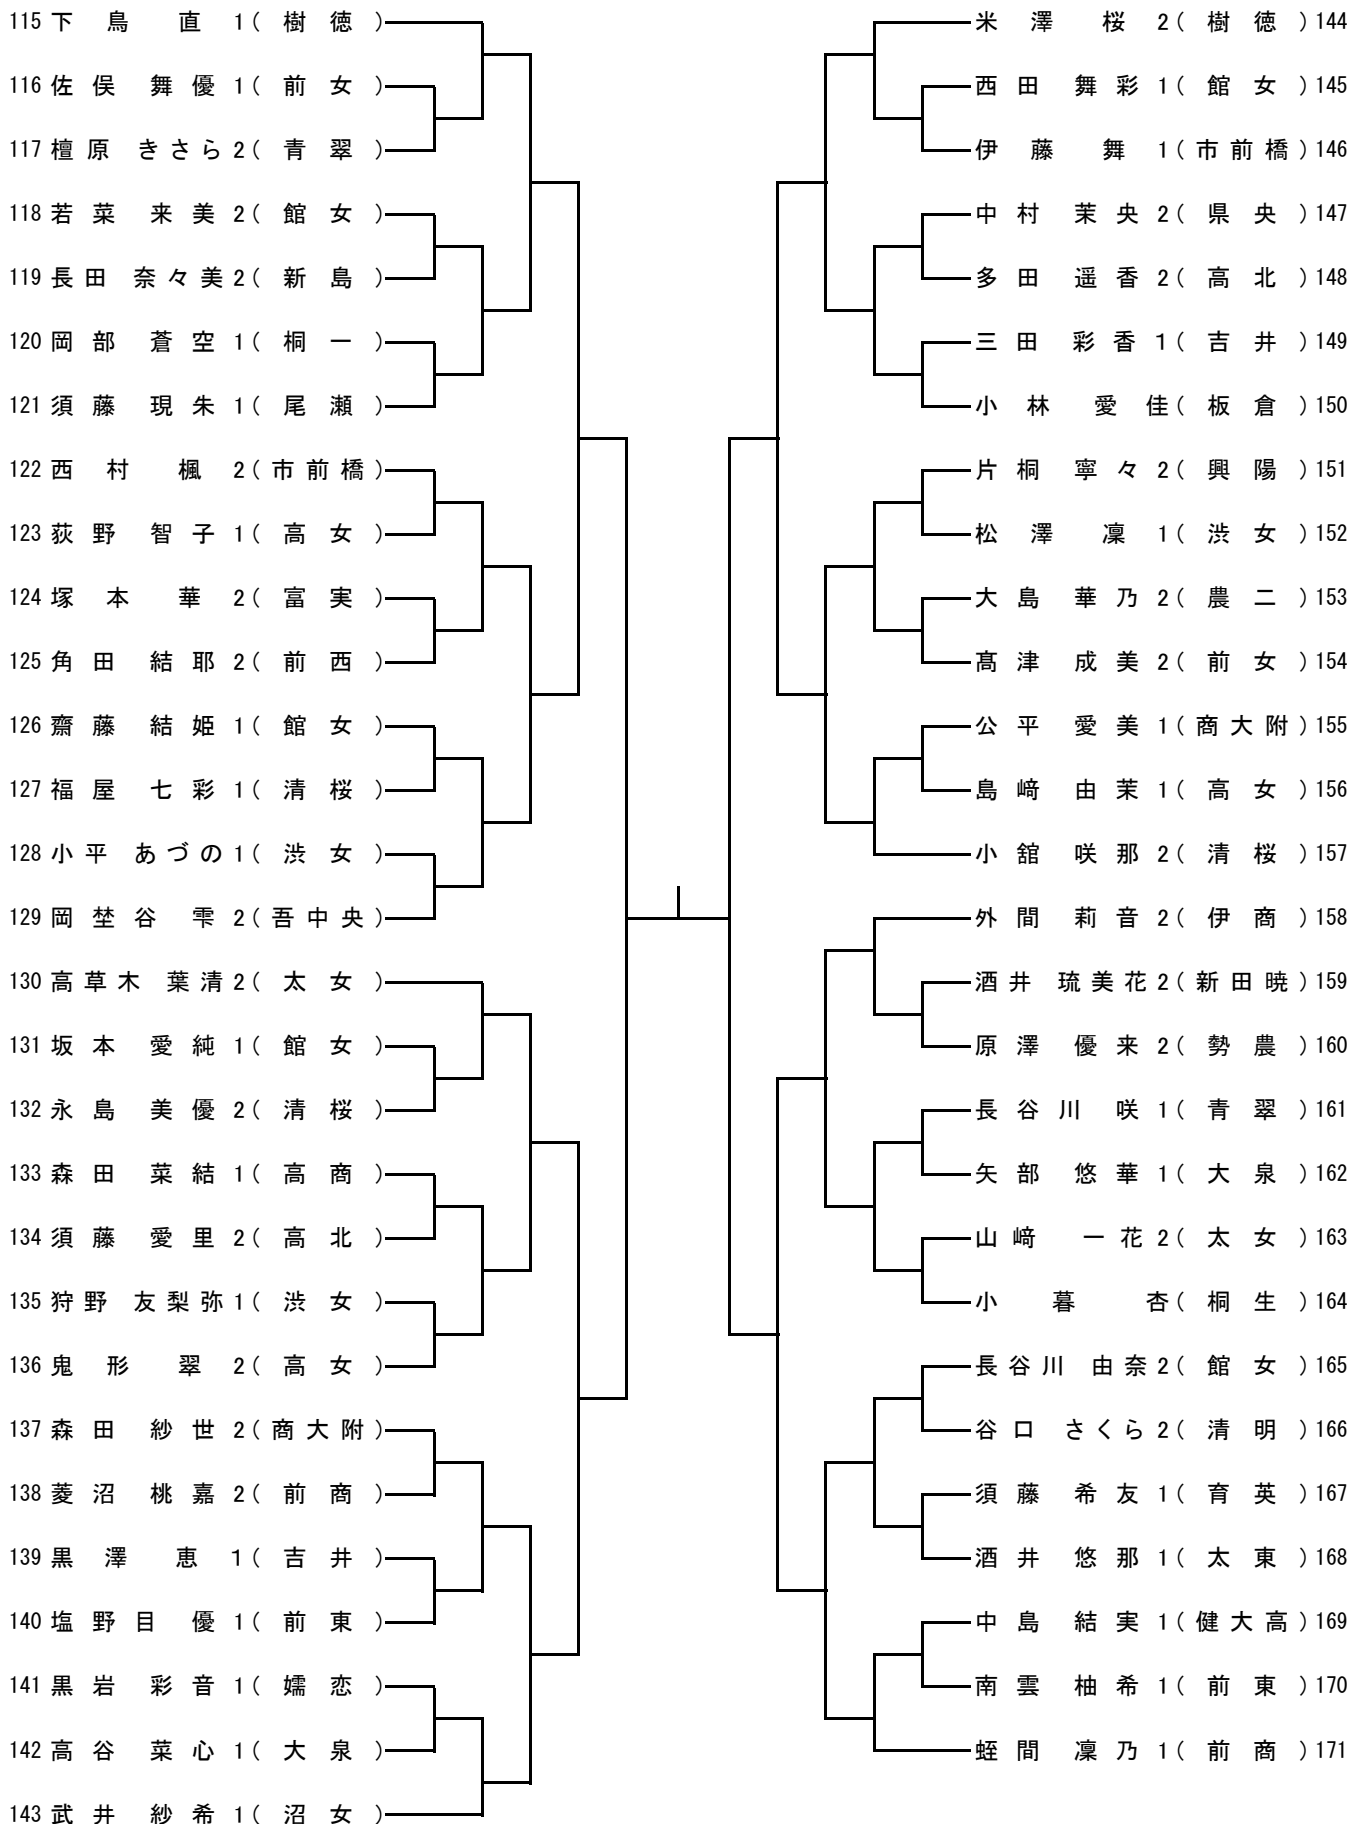 115 下鳥 直 1(樹徳)
116 佐俣 舞優 1(前女)
117 檀原 きさら 2(青翠)
118 若菜 来美 2(館女)
119 長田 奈々美 2(新島)
120 岡部 蒼空 1(桐一)
121 須藤 現朱 1(尾瀬)
122 西村 楓 2(市前橋)
123 荻野 智子 1(高女)
124 塚本 華 2(富実)
125 角田 結耶 2(前西)
126 齋藤 結姫 1(館女)
127 福屋 七彩 1(清桜)
128 小平 あづの 1(渋女)
129 岡埜谷 雫 2(吾中央)
130 高草木 葉清 2(太女)
131 坂本 愛純 1(館女)
132 永島 美優 2(清桜)
133 森田 菜結 1(高商)
134 須藤 愛里 2(高北)
135 狩野 友梨弥 1(渋女)
136 鬼形 翠 2(高女)
137 森田 紗世 2(商大附)
138 菱沼 桃嘉 2(前商)
139 黒澤 恵 1(吉井)
140 塩野目 優 1(前東)
141 黒岩 彩音 1(嬬恋)
142 高谷 菜心 1(大泉)
143 武井 紗希 1(沼女)
米澤 桜 2(樹徳)144
西田 舞彩 1(館女)145
伊藤 舞 1(市前橋)146
中村 茉央 2(県央)147
多田 遥香 2(高北)148
三田 彩香 1(吉井)149
小林 愛佳(板倉)150
片桐 寧々 2(興陽)151
松澤 凜 1(渋女)152
大島 華乃 2(農二)153
髙津 成美 2(前女)154
公平 愛美 1(商大附)155
島﨑 由茉 1(高女)156
小舘 咲那 2(清桜)157
外間 莉音 2(伊商)158
酒井 琉美花 2(新田暁)159
原澤 優来 2(勢農)160
長谷川 咲 1(青翠)161
矢部 悠華 1(大泉)162
山﨑 一花 2(太女)163
小暮 杏(桐生)164
長谷川 由奈 2(館女)165
谷口 さくら 2(清明)166
須藤 希友 1(育英)167
酒井 悠那 1(太東)168
中島 結実 1(健大高)169
南雲 柚希 1(前東)170
蛭間 凜乃 1(前商)171